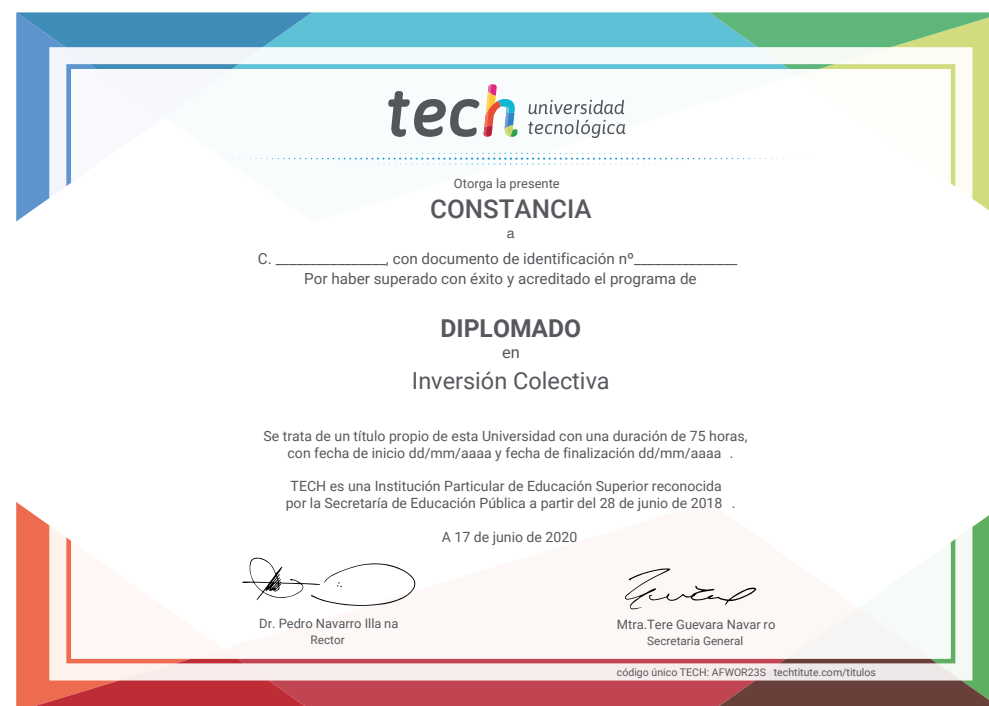 tech universidad
tecnológica
Otorga la presente
CONSTANCIA
a
C. ________________, con documento de identificación nº_______________
Por haber superado con éxito y acreditado el programa de
DIPLOMADO
en
Inversión Colectiva
Se trata de un título propio de esta Universidad con una duración de 75 horas,
con fecha de inicio dd/mm/aaaa y fecha de finalización dd/mm/aaaa .
TECH es una Institución Particular de Educación Superior reconocida
por la Secretaría de Educación Pública a partir del 28 de junio de 2018 .
A 17 de junio de 2020
Dr. Pedro Navarro Illa na
Rector
Mtra.Tere Guevara Navar ro
Secretaria General
código único TECH: AFWOR23S techtitute.com/titulos